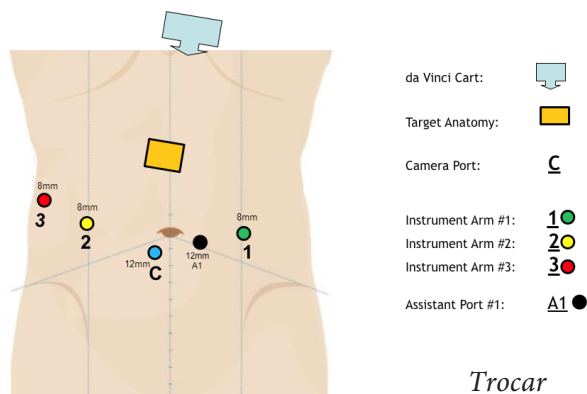 da Vinci Cart:
Target Anatomy:
Camera Port: C
Instrument Arm #1: 1
Instrument Arm #2: 2
Instrument Arm #3: 3
Assistant Port #1: A1
Trocar
8mm
3
8mm
2
12mm
C
12mm
A1
8mm
1